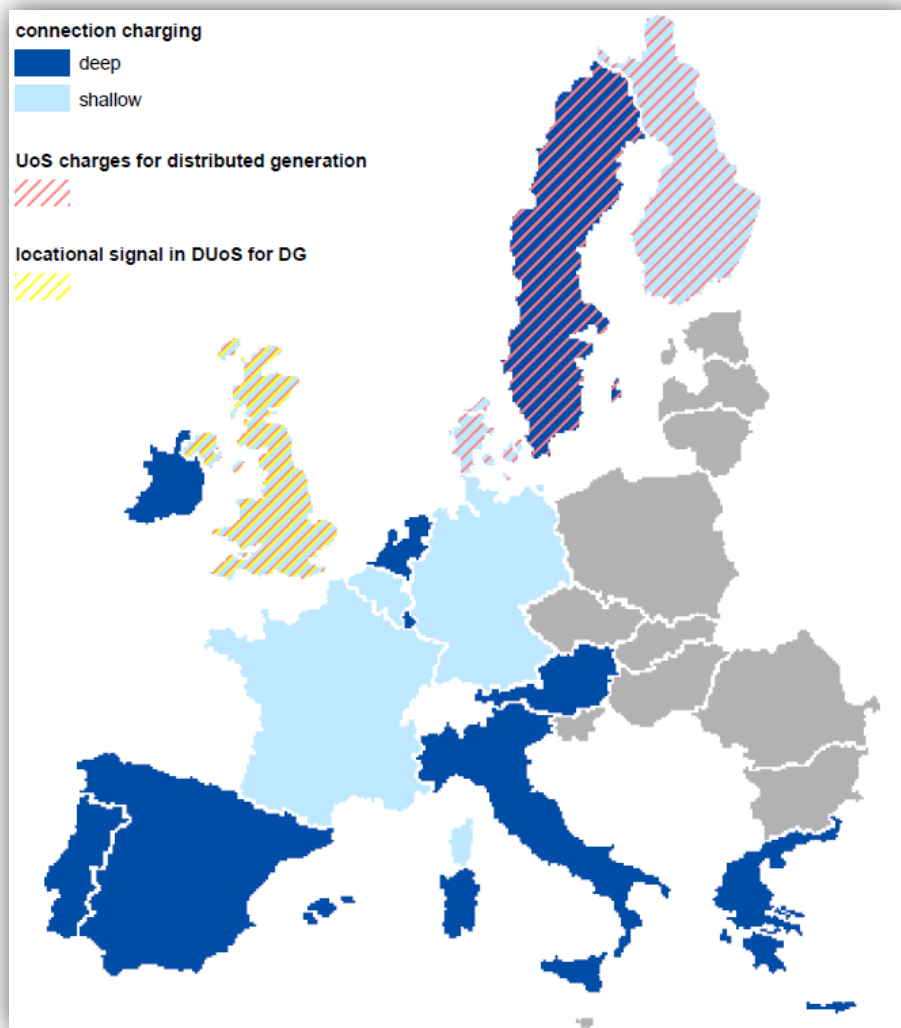 connection charging
deep
shallow
UoS charges for distributed generation
locational signal in DUoS for DG